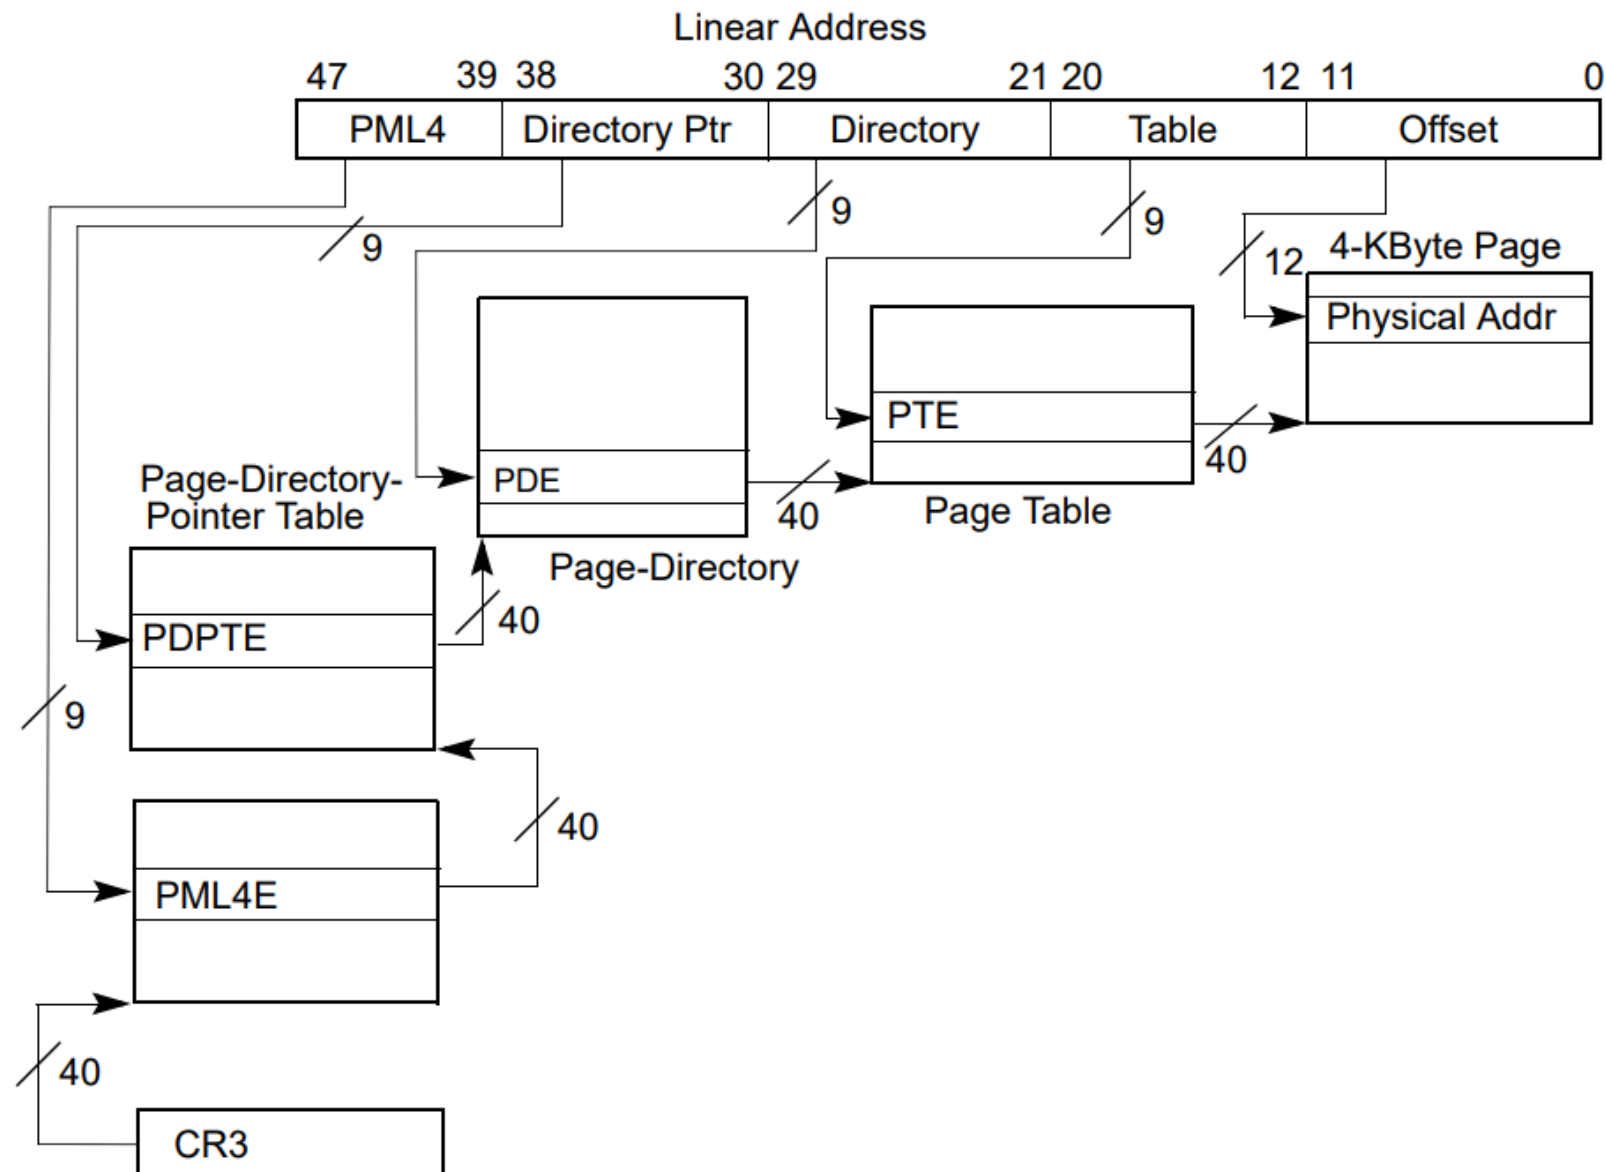 Linear Address
47 39 38 30 29 21 20 12 11 0
PML4 Directory Ptr Directory Table Offset
9 9 9 12 4-KByte Page
Physical Addr
PTE
40
Page-Directory-
Pointer Table
PDE
40
Page Table
Page-Directory
40
PDPTE
9
40
PML4E
40
CR3